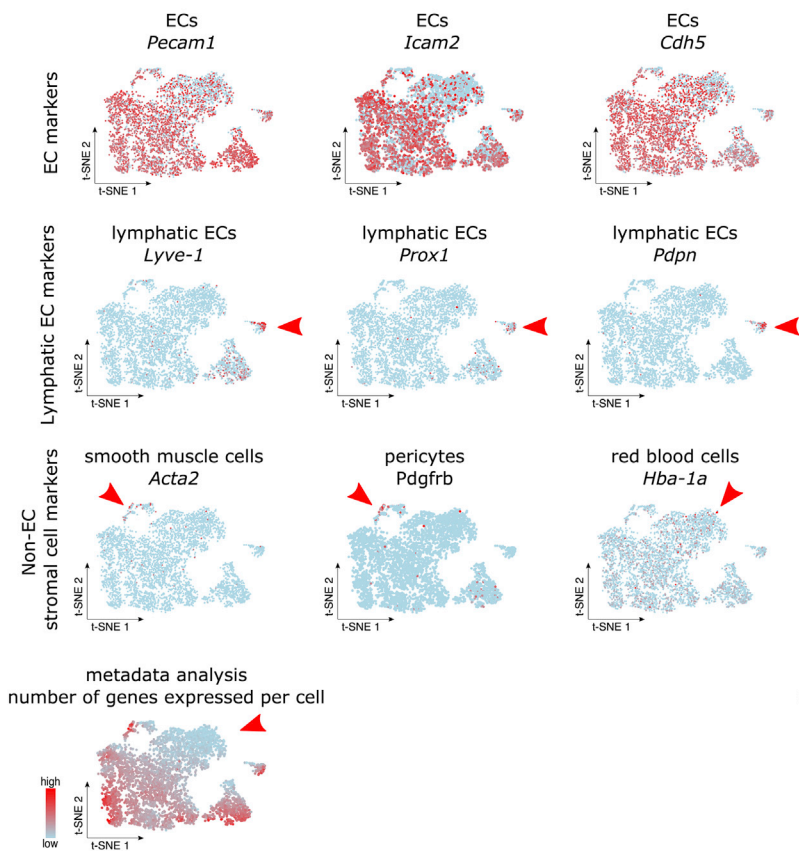 ECs
Pecam1
ECs
Icam2
ECs
Cdh5
EC markers
t-SNE 2
t-SNE 1
t-SNE 2
t-SNE 1
t-SNE 2
t-SNE 1
lymphatic ECs
Lyve-1
lymphatic ECs
Prox1
lymphatic ECs
Pdpn
Lymphatic EC markers
t-SNE 2
t-SNE 1
t-SNE 2
t-SNE 1
t-SNE 2
t-SNE 1
smooth muscle cells
Acta2
pericytes
Pdgfrb
red blood cells
Hba-1a
Non-EC
stromal cell markers
t-SNE 2
t-SNE 1
t-SNE 2
t-SNE 1
t-SNE 2
t-SNE 1
metadata analysis
number of genes expressed per cell
high
low
t-SNE 2
t-SNE 1